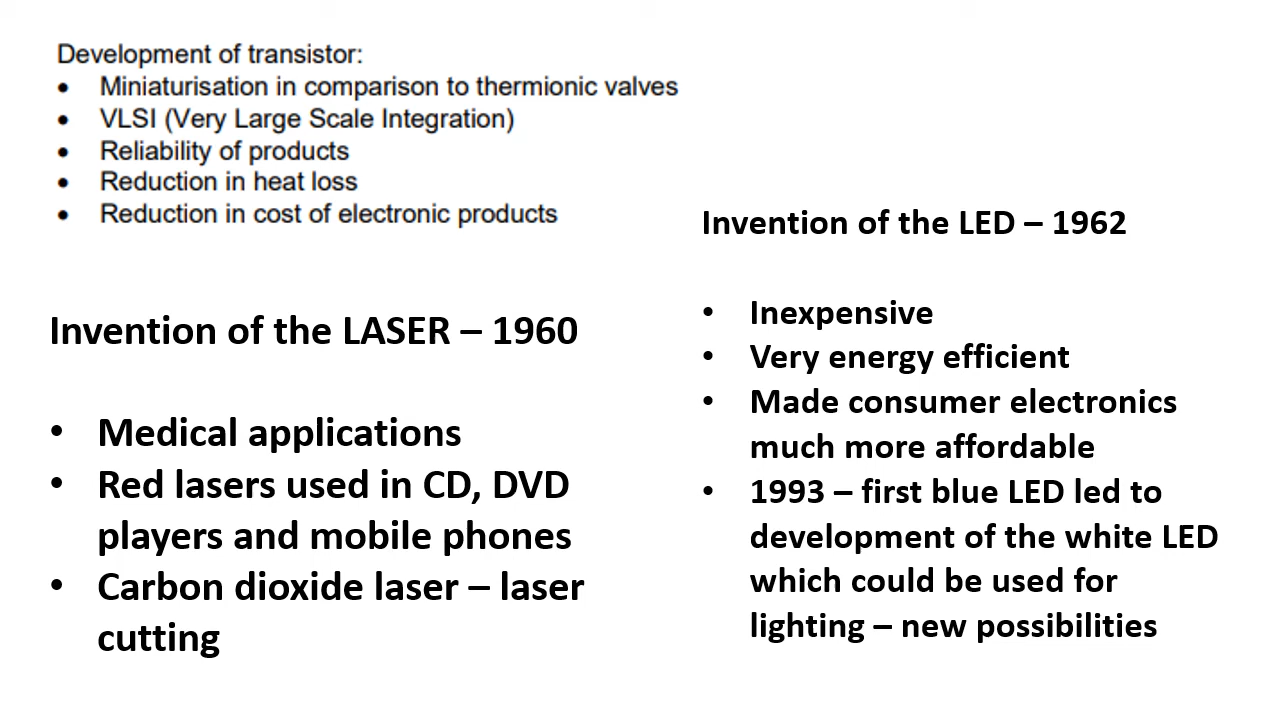 Development of transistor:
• Miniaturisation in comparison to thermionic valves
• VLSI (Very Large Scale Integration)
• Reliability of products
• Reduction in heat loss
• Reduction in cost of electronic products
Invention of the LASER – 1960
• Medical applications
• Red lasers used in CD, DVD
players and mobile phones
• Carbon dioxide laser – laser
cutting
Invention of the LED – 1962
• Inexpensive
• Very energy efficient
• Made consumer electronics
much more affordable
• 1993 – first blue LED led to
development of the white LED
which could be used for
lighting – new possibilities